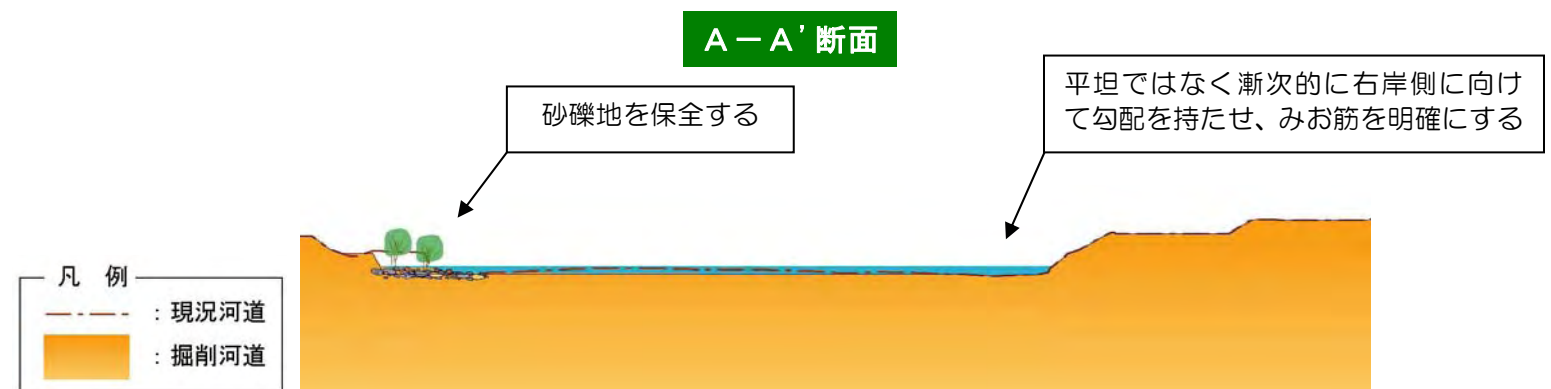 A－A’断面
砂礫地を保全する
平坦ではなく漸次的に右岸側に向け
て勾配を持たせ、みお筋を明確にする
凡 例
：現況河道
：掘削河道